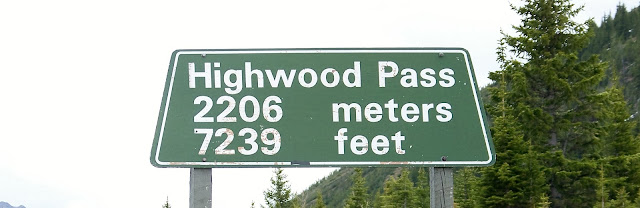 Highwood Pass
2206 meters
7239 feet